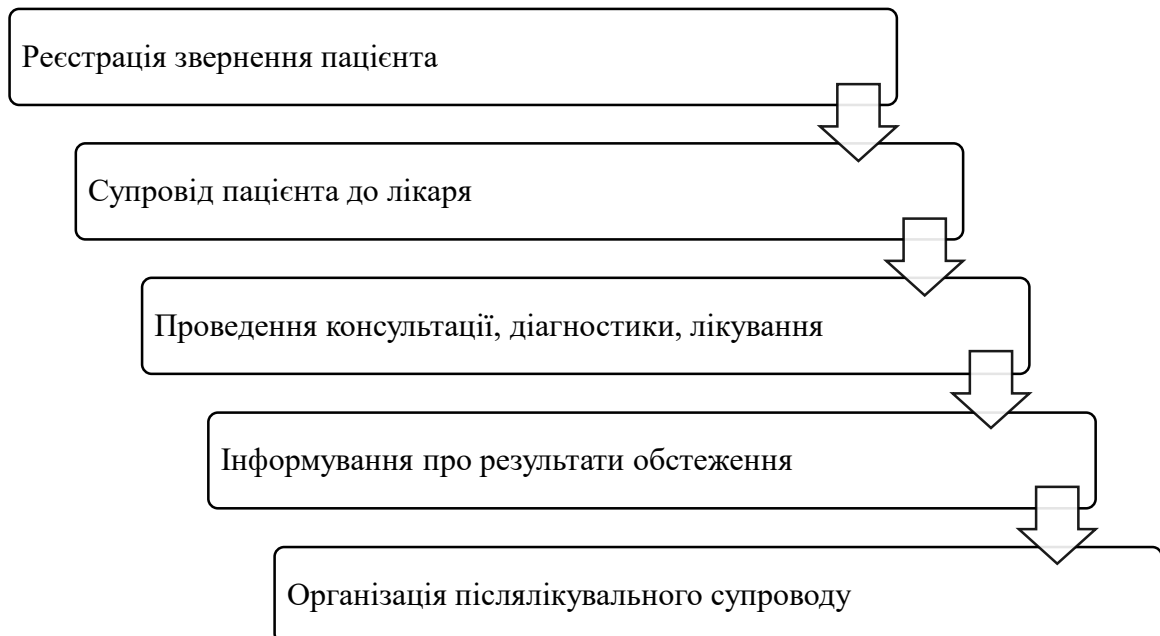 Реєстрація звернення пацієнта
Супровід пацієнта до лікаря
Проведення консультації, діагностики, лікування
Інформування про результати обстеження
Організація післялікувального супроводу